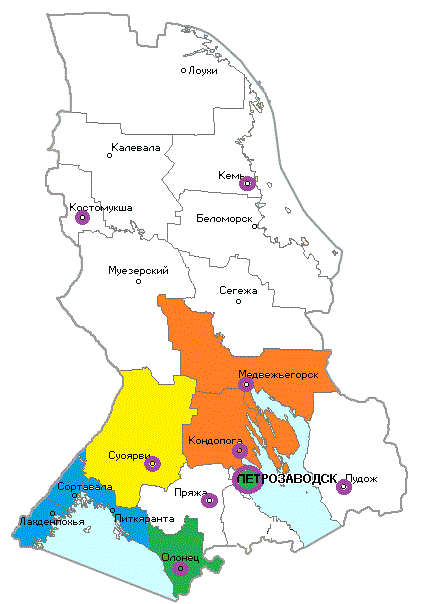 Лоухи
Калевала
Кемь
Костомукша
Беломорск
Муезерский
Сегежа
Медвежьегорск
Кондопога
Суоярви
ПЕТРОЗАВОДСК
Пудож
Сортавала
Пряжа
Лахденпохья
Питкяранта
Олонец